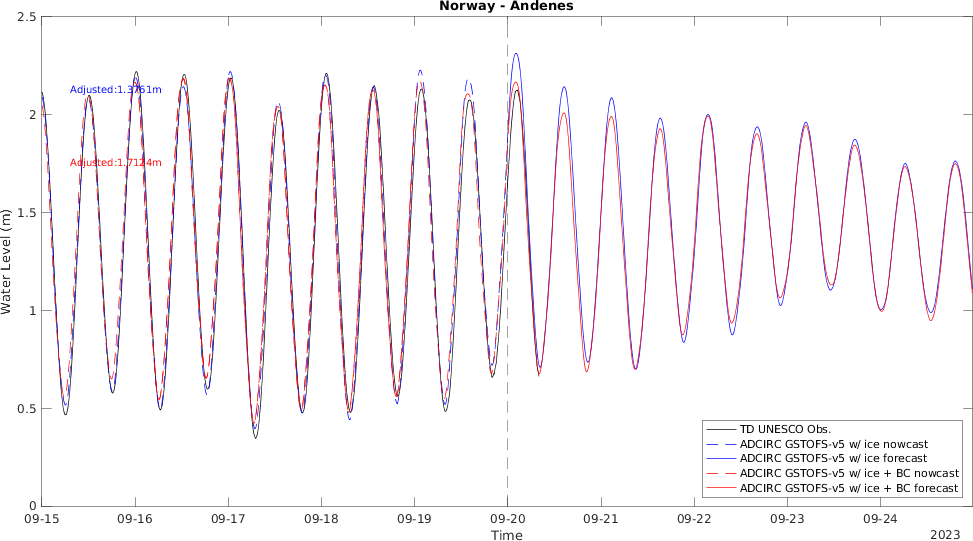 Norway - Andenes
2.5
2
1.5
1
0.5
0
Water Level (m)
Adjusted:1.3761m
Adjusted:1.7124m
TD UNESCO Obs.
ADCIRC GSTOFS-v5 w/ ice nowcast
ADCIRC GSTOFS-v5 w/ ice forecast
ADCIRC GSTOFS-v5 w/ ice + BC nowcast
ADCIRC GSTOFS-v5 w/ ice + BC forecast
09-15 09-16 09-17 09-18 09-19 09-20 09-21 09-22 09-23 09-24
Time
2023